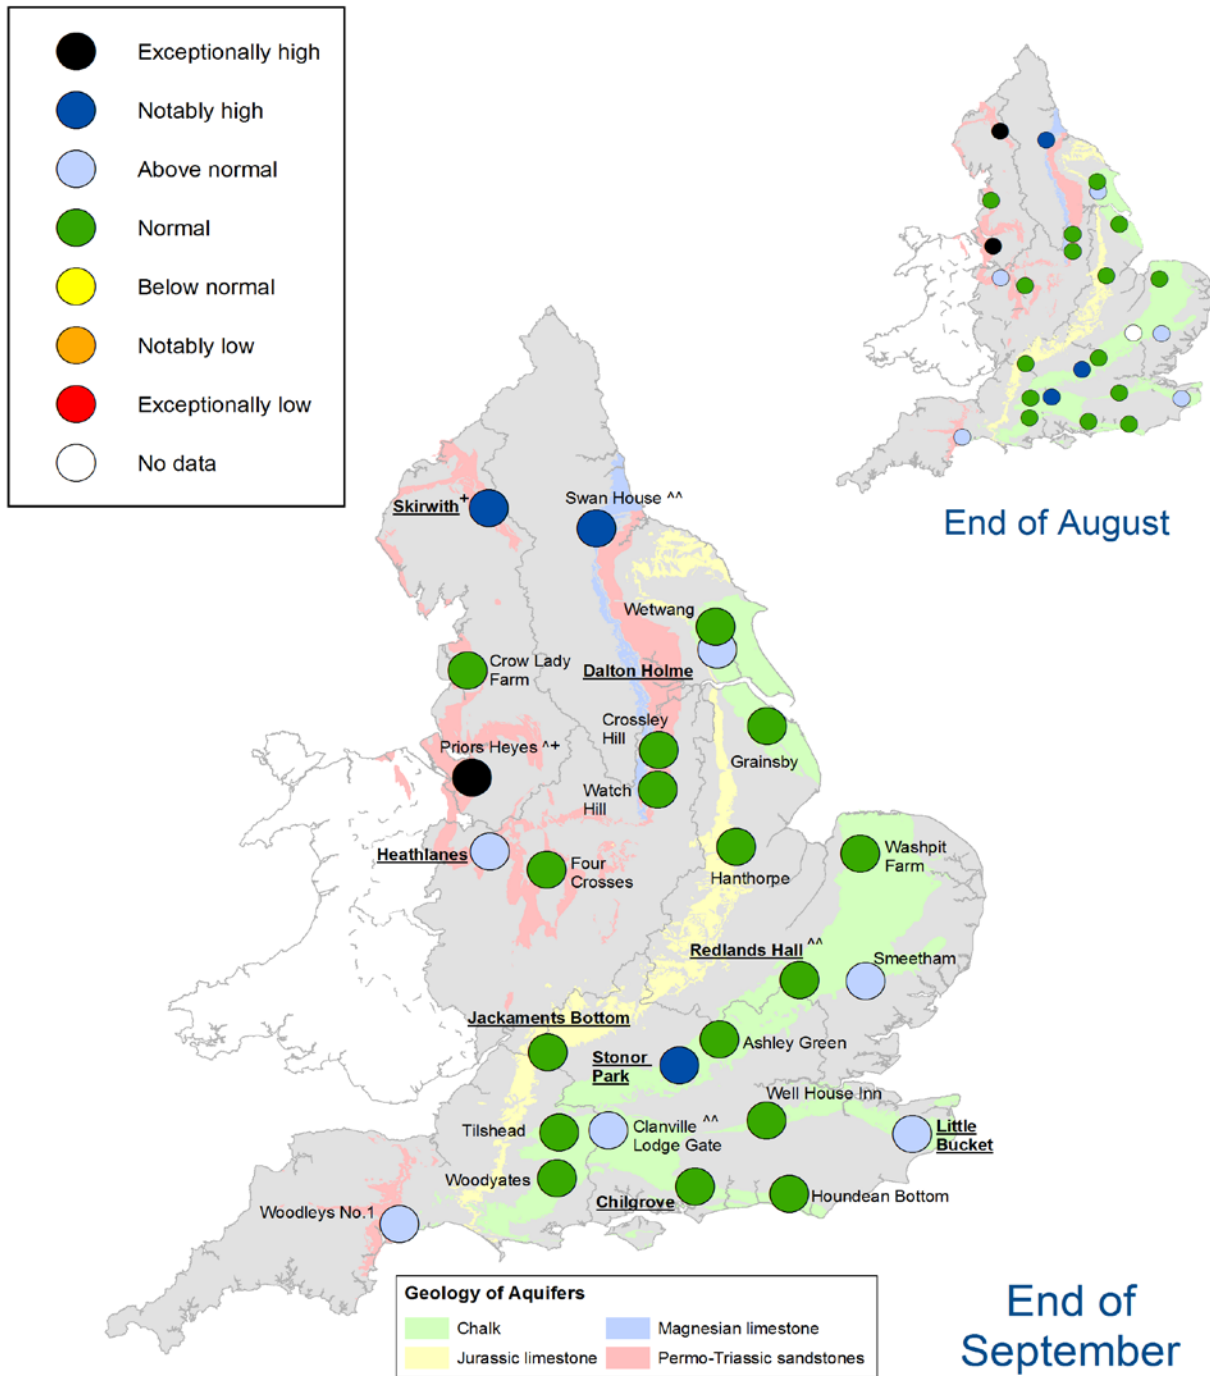 Exceptionally high
Notably high
Above normal
Normal
Below normal
Notably low
Exceptionally low
No data
End of August
Skirwith+
Swan House ^^
Wetwang
Dalton Holme
Crow Lady
Farm
Crossley
Hill
Grainsby
Priors Heyes ^+
Watch
Hill
Heathlanes
Four
Crosses
Hanthorpe
Washpit
Farm
Redlands Hall ^^
Smeetham
Jackaments Bottom
Ashley Green
Stonor
Park
Well House Inn
Tilshead
Clanville ^^
Lodge Gate
Little
Bucket
Woodyates
Chilgrove
Houndean Bottom
Woodleys No.1
Geology of Aquifers
Chalk
Magnesian limestone
Jurassic limestone
Permo-Triassic sandstones
End of
September